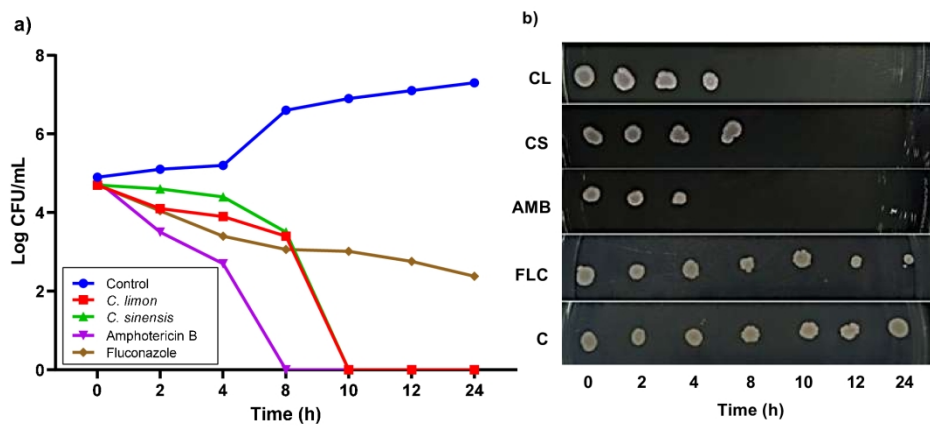 a)
8
6
4
2
0
Log CFU/mL
Control
C. limon
C. sinensis
Amphotericin B
Fluconazole
0 2 4 8 10 12 24
Time (h)
b)
CL
CS
AMB
FLC
C
0 2 4 8 10 12 24
Time (h)